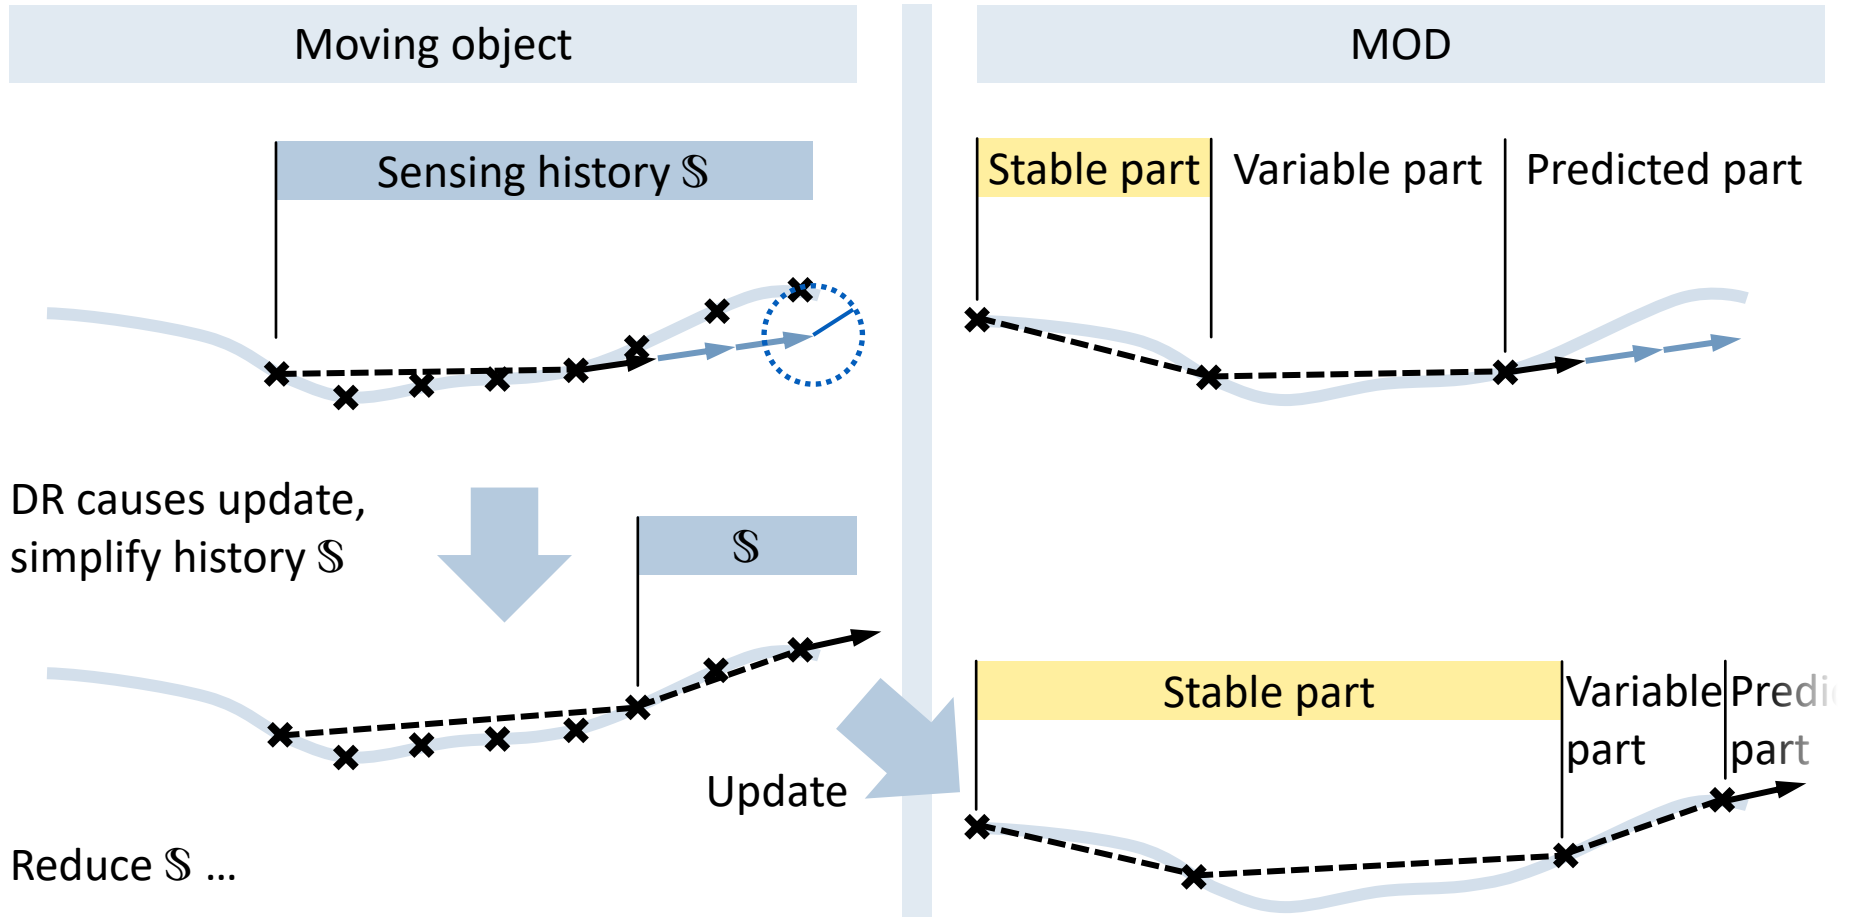 Moving object
MOD
Sensing history 𝕊
Stable part
Variable part
Predicted part
DR causes update,
simplify history 𝕊
𝕊
Stable part
Variable
part
Predi
part
Update
Reduce 𝕊 ...